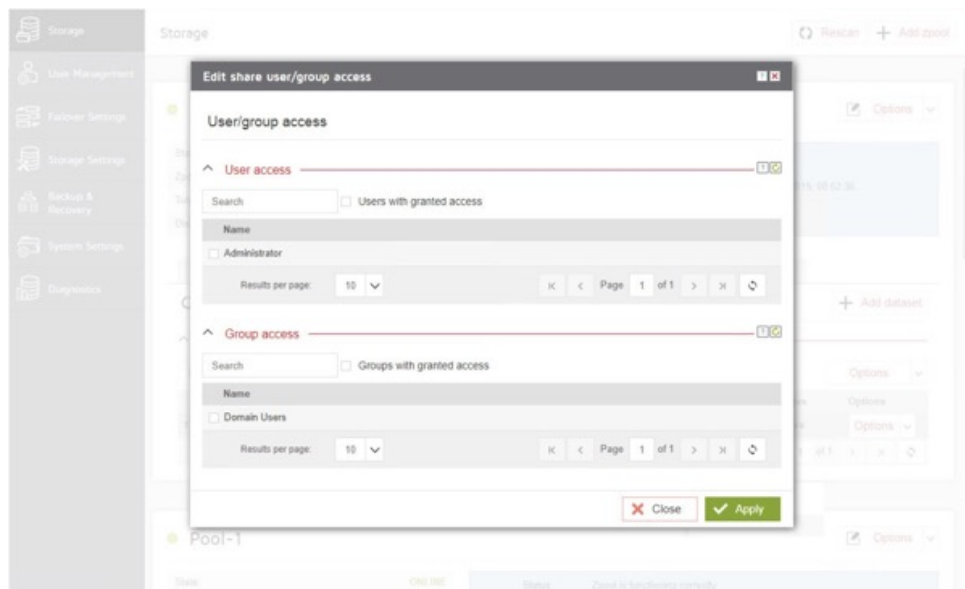 Storage
User Management
Failover Settings
Storage Settings
Backup &
Recovery
System Settings
Diagnostics
Storage
Rescan
Add zpool
Options
Edit share user/group access
User/group access
User access
Search
Users with granted access
Name
Administrator
Results per page: 10
Page 1 of 1
Group access
Search
Groups with granted access
Name
Domain Users
Results per page: 10
Page 1 of 1
Close
Apply
Add dataset
Options
Options
Options
Pool-1
Options
State: ONLINE
Status Zpool is functioning correctly